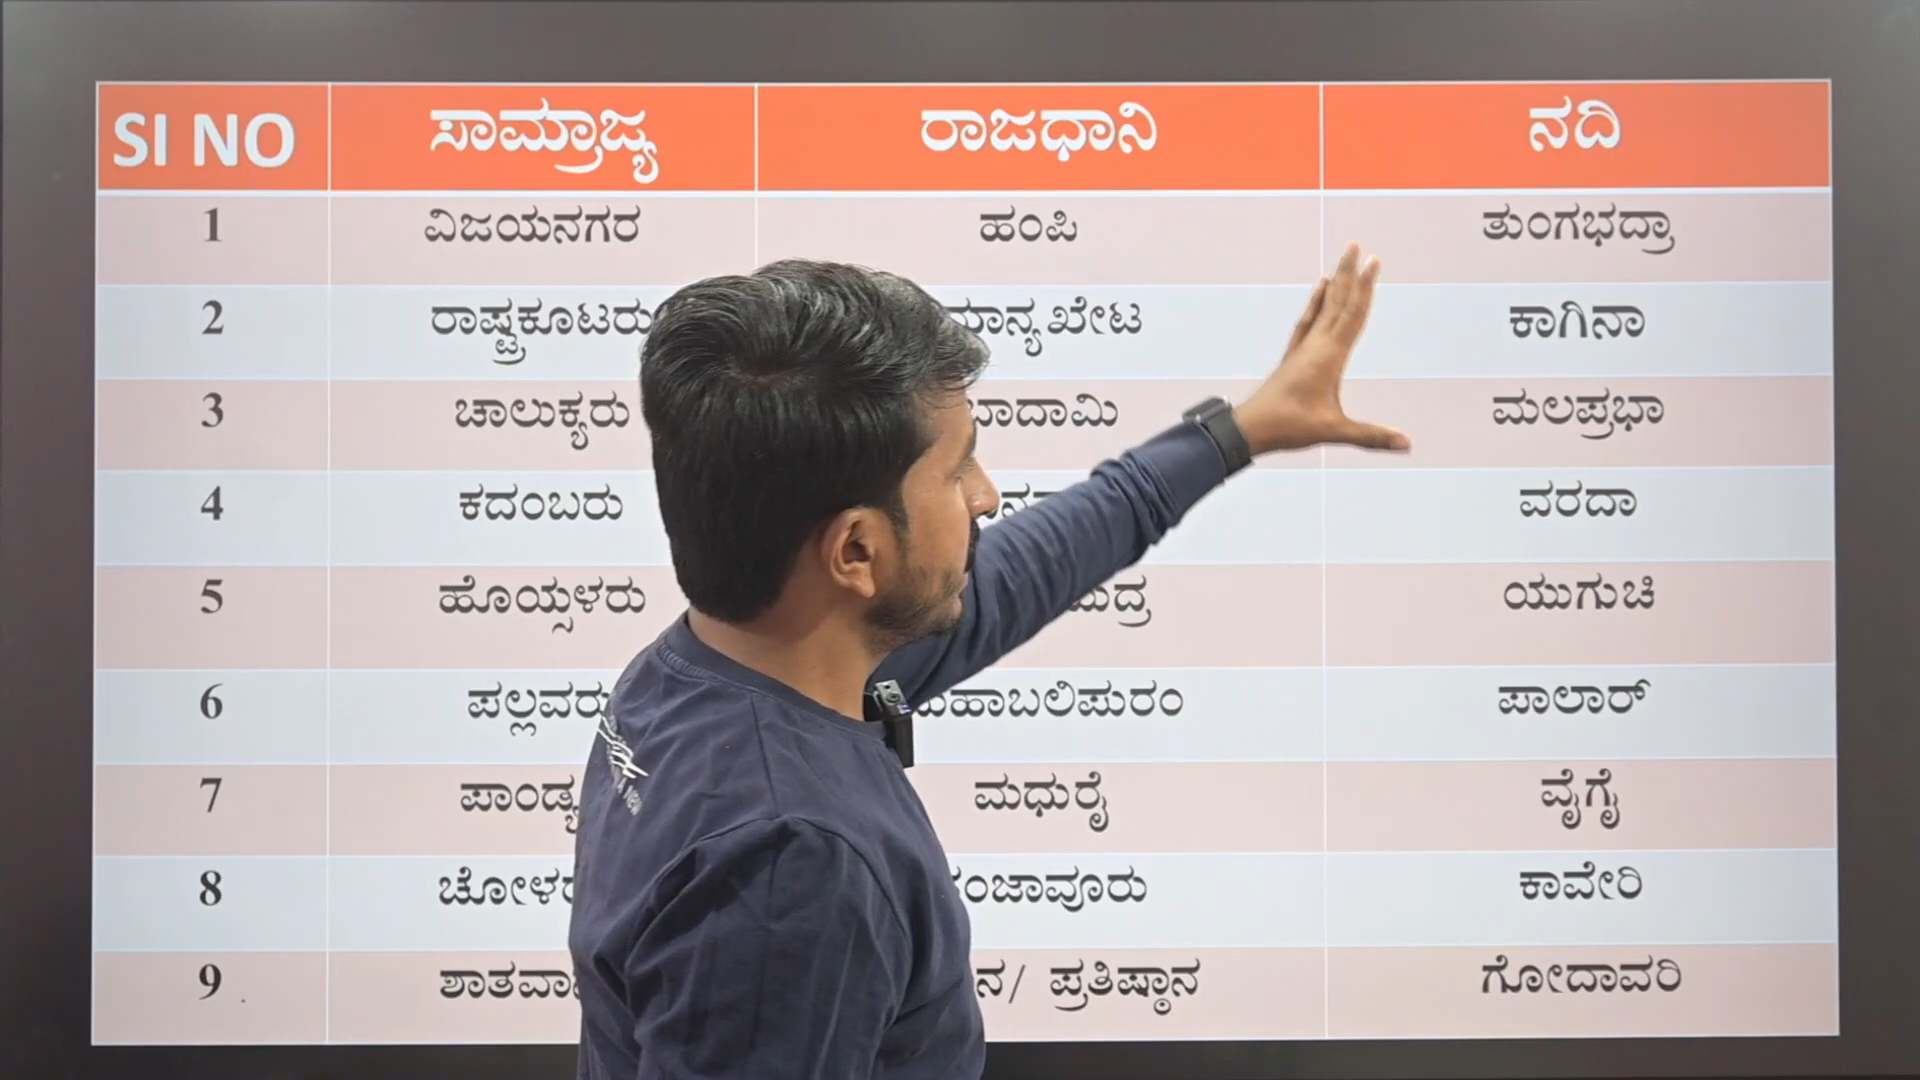 SI NO ಸಾಮ್ರಾಜ್ಯ ರಾಜಧಾನಿ ನದಿ
1 ವಿಜಯನಗರ ಹಂಪಿ ತುಂಗಭದ್ರಾ
2 ರಾಷ್ಟ್ರಕೂಟರು ಕಾಗಿನಾ
3 ಚಾಲುಕ್ಯರು ಬಾದಾಮಿ ಮಲಪ್ರಭಾ
4 ಕದಂಬರು ವರದಾ
5 ಹೊಯ್ಸಳರು ಯುಗುಚಿ
6 ಪಲ್ಲವರು ಪಾಲಾರ್
7 ಮಧುರೈ ವೈಗೈ
8 ಕಾವೇರಿ
9 / ಪ್ರತಿಷ್ಠಾನ ಗೋದಾವರಿ